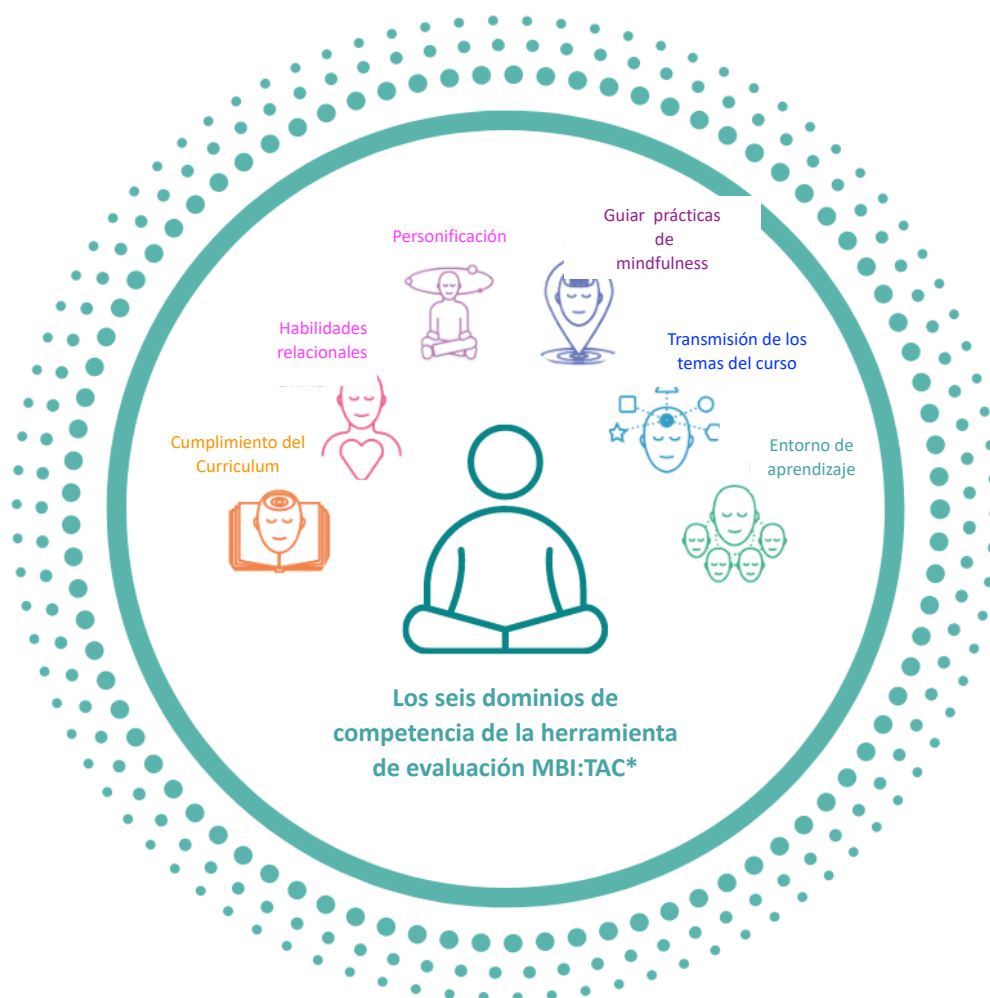 Guiar prácticas
de
mindfulness
Personificación
Habilidades
relacionales
Transmisión de los
temas del curso
Cumplimiento del
Curriculum
Entorno de
aprendizaje
Los seis dominios de
competencia de la herramienta
de evaluación MBI:TAC*